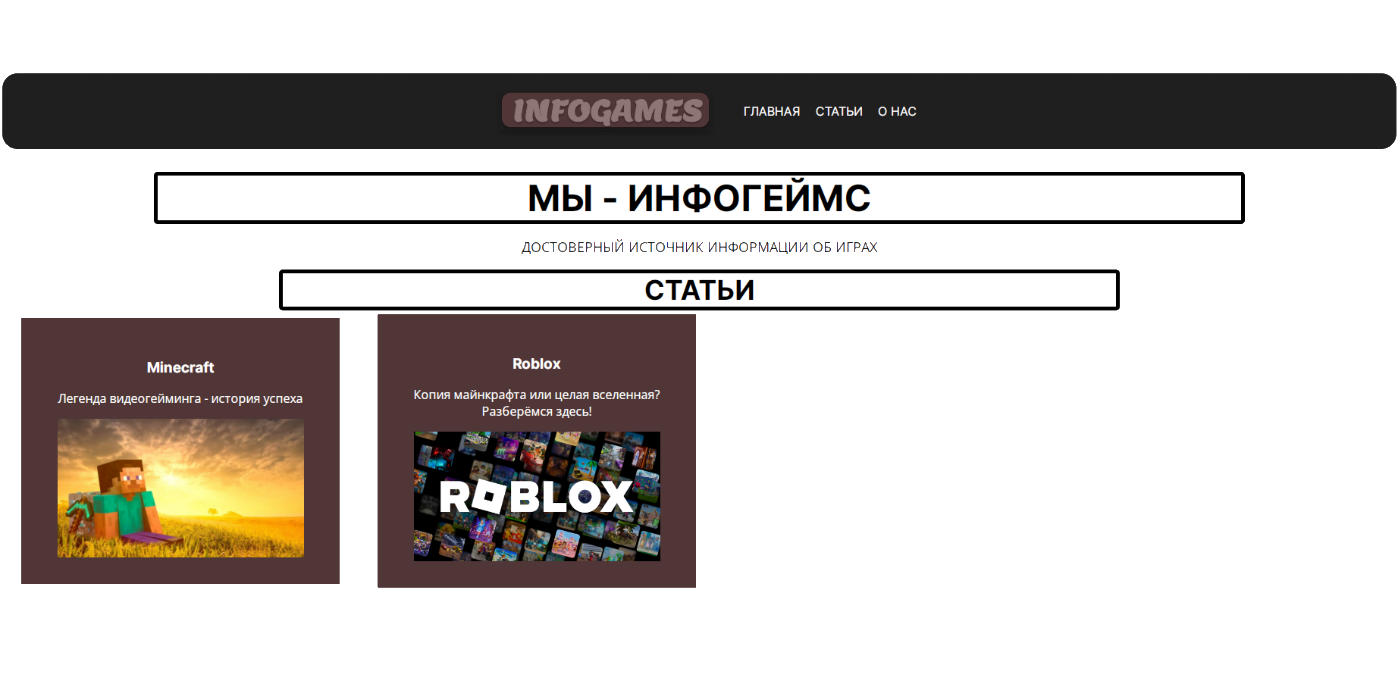 INFOGAMES
ГЛАВНАЯ СТАТЬИ О НАС
МЫ - ИНФОГЕЙМС
ДОСТОВЕРНЫЙ ИСТОЧНИК ИНФОРМАЦИИ ОБ ИГРАХ
СТАТЬИ
Minecraft
Легенда видеогейминга - история успеха
Roblox
Копия майнкрафта или целая вселенная?
Разберёмся здесь!
ROBLOX